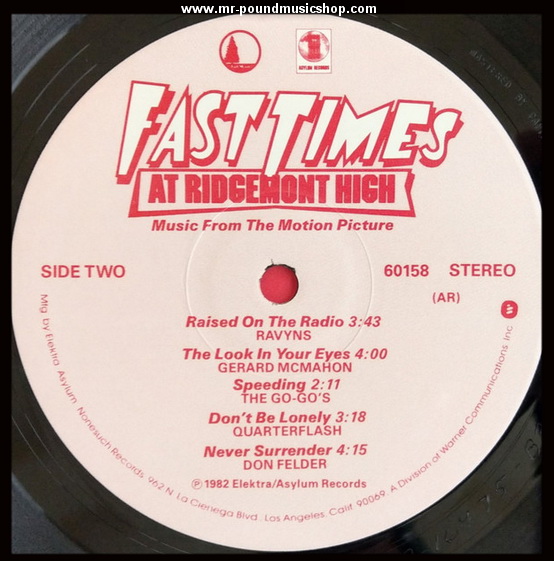 www.mr-poundmusicshop.com
ASYLUM RECORDS
FAST TIMES
AT RIDGEMONT HIGH
Music From The Motion Picture
SIDE TWO
60158 STEREO
(AR)
Raised On The Radio 3:43
RAVYNS
The Look In Your Eyes 4:00
GERARD MCMAHON
Speeding 2:11
THE GO-GO'S
Don't Be Lonely 3:18
QUARTERFLASH
Never Surrender 4:15
DON FELDER
℗ 1982 Elektra/Asylum Records
Mfg. by Elektra Asylum Nonesuch Records, 962 N. La Cienega Blvd., Los Angeles, Calif. 90069. A Division of Warner Communications Inc.